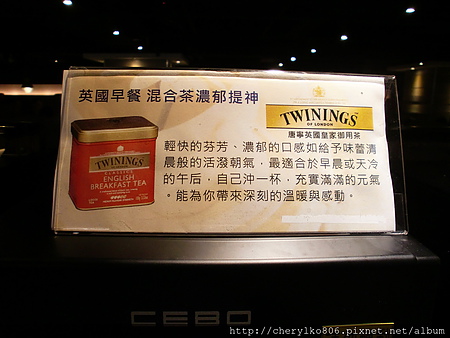 英國早餐 混合茶濃郁提神
TWININGS
OF LONDON
唐寧英國皇家御用茶
輕快的芬芳、濃郁的口感如給予味蕾清
晨般的活潑朝氣，最適合於早晨或天冷
的午后，自己沖一杯，充實滿滿的元氣
。能為你帶來深刻的溫暖與感動。
TWININGS
CLASSICS
ENGLISH
BREAKFAST TEA
CEBO
http://cherylko806.pixnet.net/album